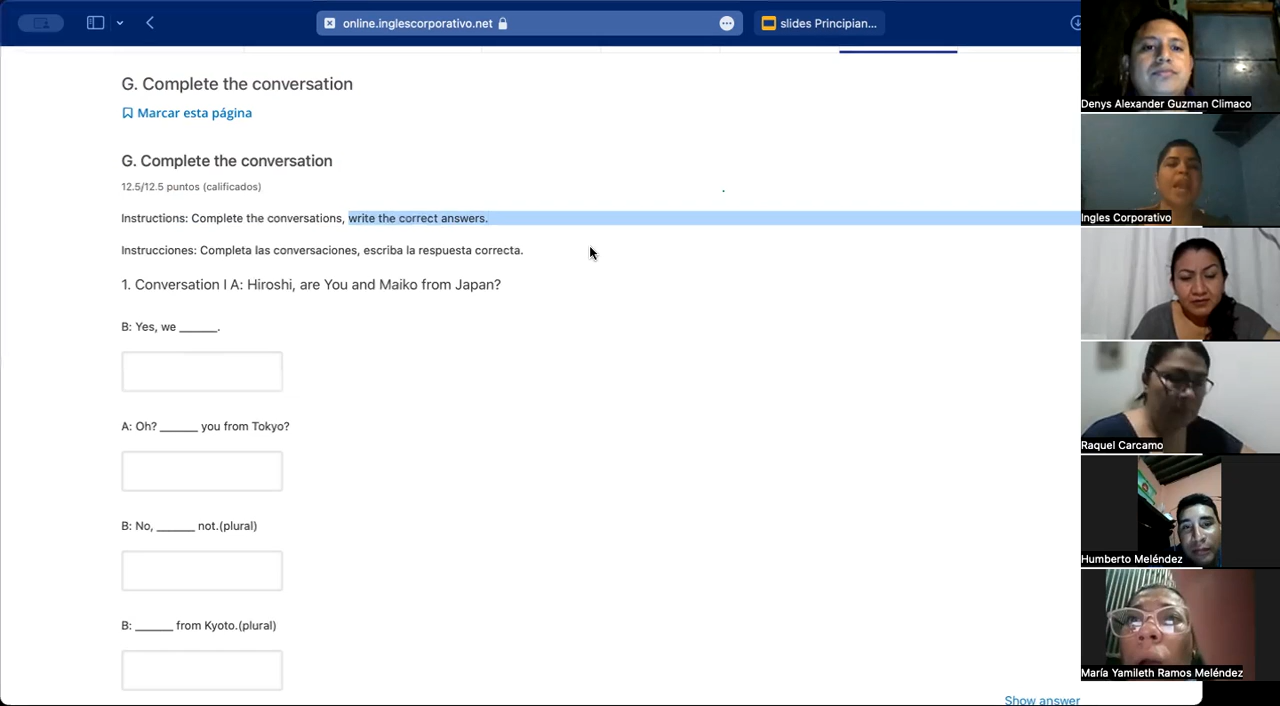 online.inglescorporativo.net
slides Principian...
G. Complete the conversation
Marcar esta página
G. Complete the conversation
12.5/12.5 puntos (calificados)
Instructions: Complete the conversations, write the correct answers.
Instrucciones: Completa las conversaciones, escriba la respuesta correcta.
1. Conversation I A: Hiroshi, are You and Maiko from Japan?
B: Yes, we ______.
A: Oh? ______ you from Tokyo?
B: No, ______ not.(plural)
B: ______ from Kyoto.(plural)
Show answer
Denys Alexander Guzman Climaco
Ingles Corporativo
Raquel Carcamo
Humberto Meléndez
María Yamileth Ramos Meléndez